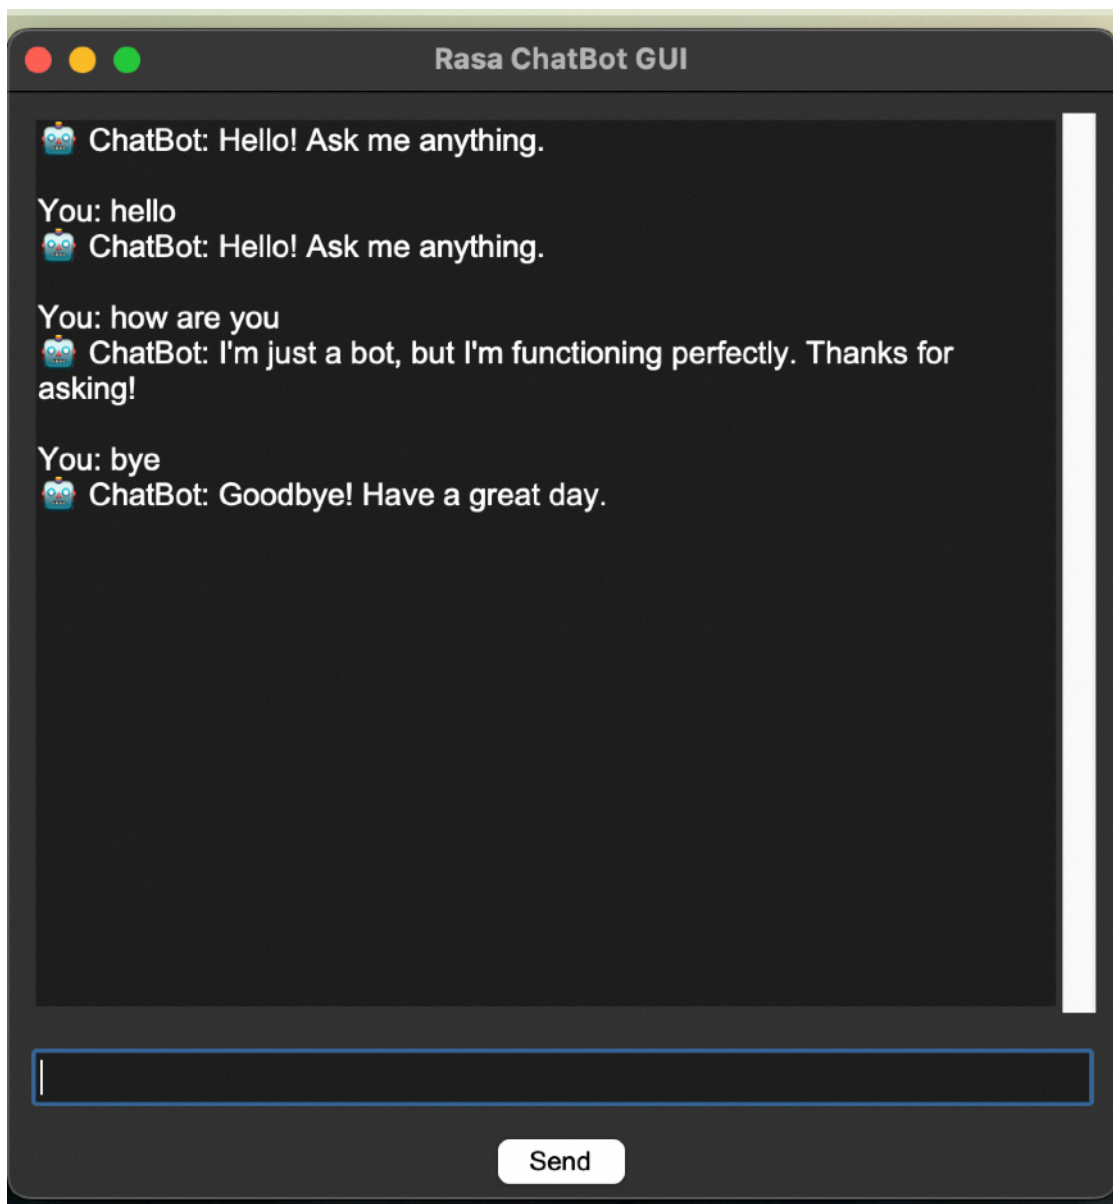 Rasa ChatBot GUI
🤖 ChatBot: Hello! Ask me anything.
You: hello
🤖 ChatBot: Hello! Ask me anything.
You: how are you
🤖 ChatBot: I'm just a bot, but I'm functioning perfectly. Thanks for
asking!
You: bye
🤖 ChatBot: Goodbye! Have a great day.
Send